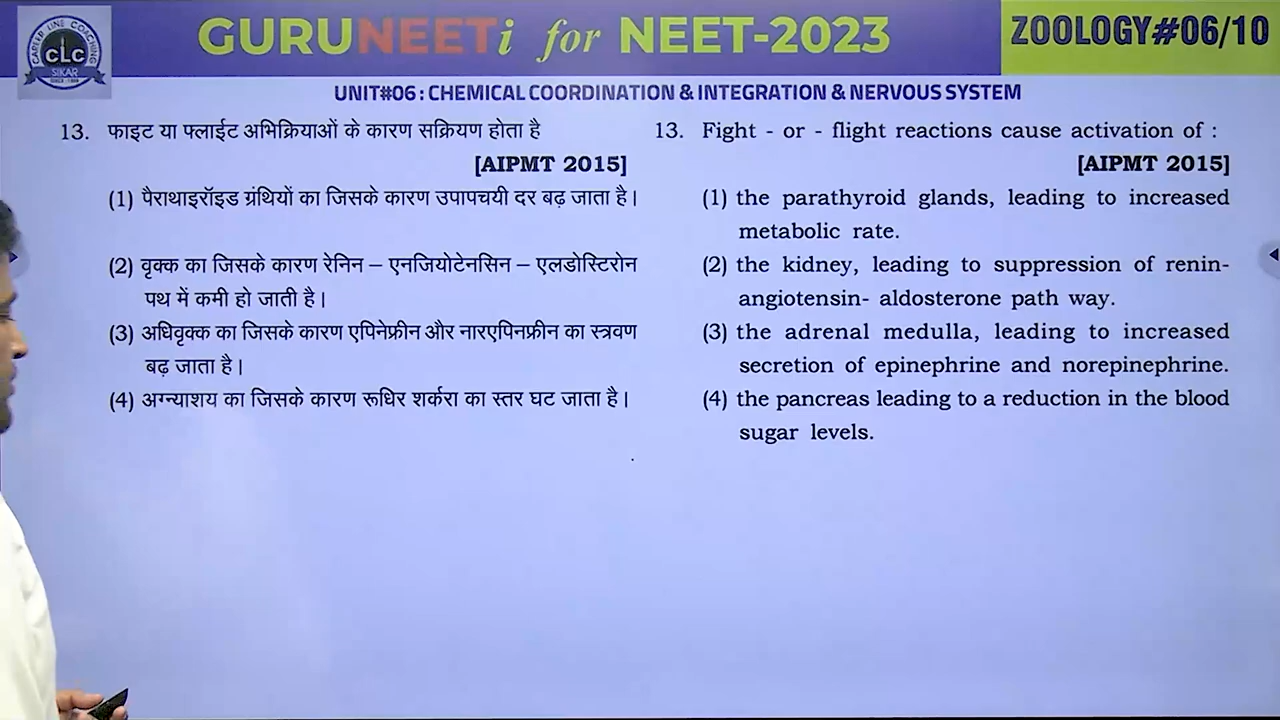 CAREER LINE COACHING
CLC
SIKAR
SINCE : 1996
GURUNEETi for NEET-2023
ZOOLOGY#06/10
UNIT#06 : CHEMICAL COORDINATION & INTEGRATION & NERVOUS SYSTEM
13. फाइट या फ्लाईट अभिक्रियाओं के कारण सक्रियण होता है
[AIPMT 2015]
(1) पैराथाइरॉइड ग्रंथियों का जिसके कारण उपापचयी दर बढ़ जाता है।
(2) वृक्क का जिसके कारण रेनिन – एनजियोटेनसिन – एलडोस्टिरोन
पथ में कमी हो जाती है।
(3) अधिवृक्क का जिसके कारण एपिनेफ्रीन और नारएपिनफ्रीन का स्त्रवण
बढ़ जाता है।
(4) अग्न्याशय का जिसके कारण रूधिर शर्करा का स्तर घट जाता है।
13. Fight - or - flight reactions cause activation of :
[AIPMT 2015]
(1) the parathyroid glands, leading to increased
metabolic rate.
(2) the kidney, leading to suppression of renin-
angiotensin- aldosterone path way.
(3) the adrenal medulla, leading to increased
secretion of epinephrine and norepinephrine.
(4) the pancreas leading to a reduction in the blood
sugar levels.